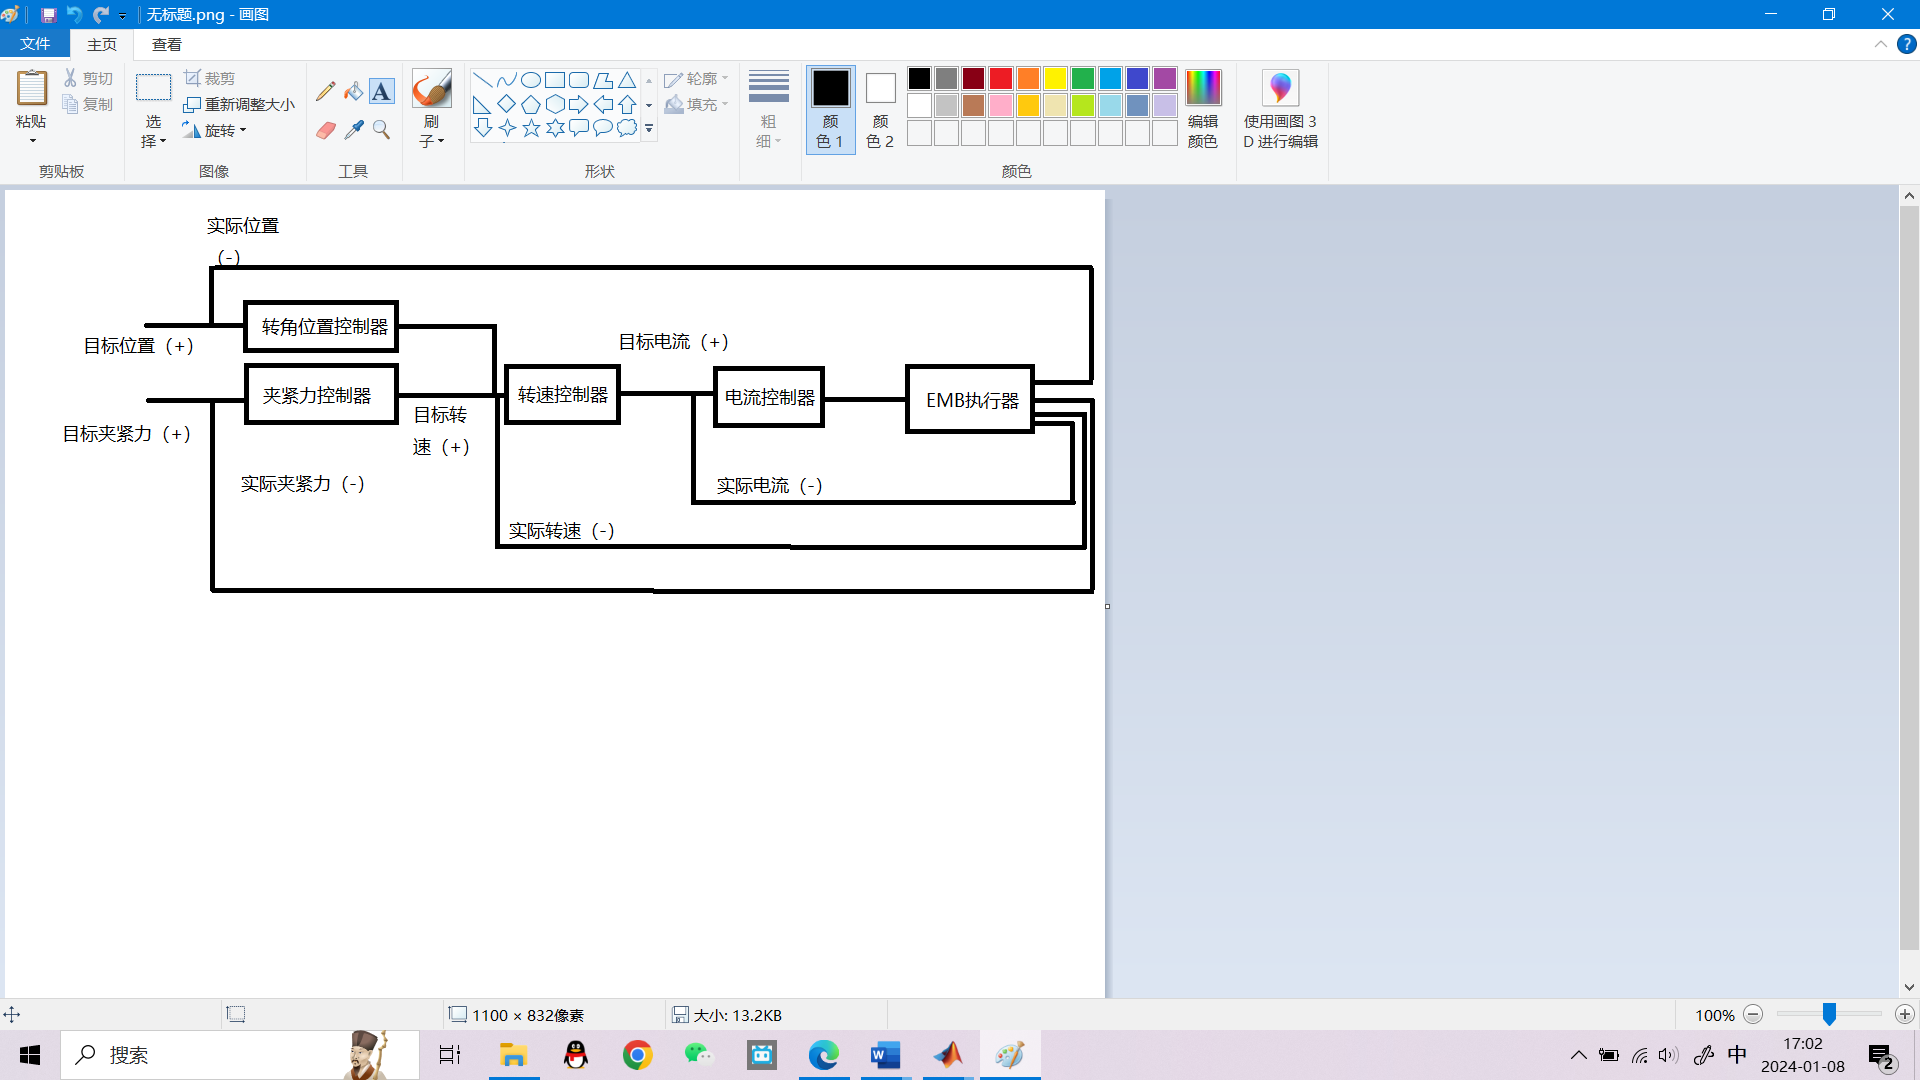 无标题.png - 画图
文件
主页
查看
粘贴
剪切
复制
剪贴板
选
择
裁剪
重新调整大小
旋转
图像
A
工具
刷
子
形状
轮廓
填充
粗
细
颜
色 1
颜
色 2
编辑
颜色
颜色
使用画图 3
D 进行编辑
实际位置
（-）
目标位置（+）
转角位置控制器
目标电流（+）
夹紧力控制器
转速控制器
电流控制器
EMB执行器
目标转
速（+）
目标夹紧力（+）
实际夹紧力（-）
实际电流（-）
实际转速（-）
1100 × 832像素
大小: 13.2KB
100%
搜索
中
17:02
2024-01-08
2